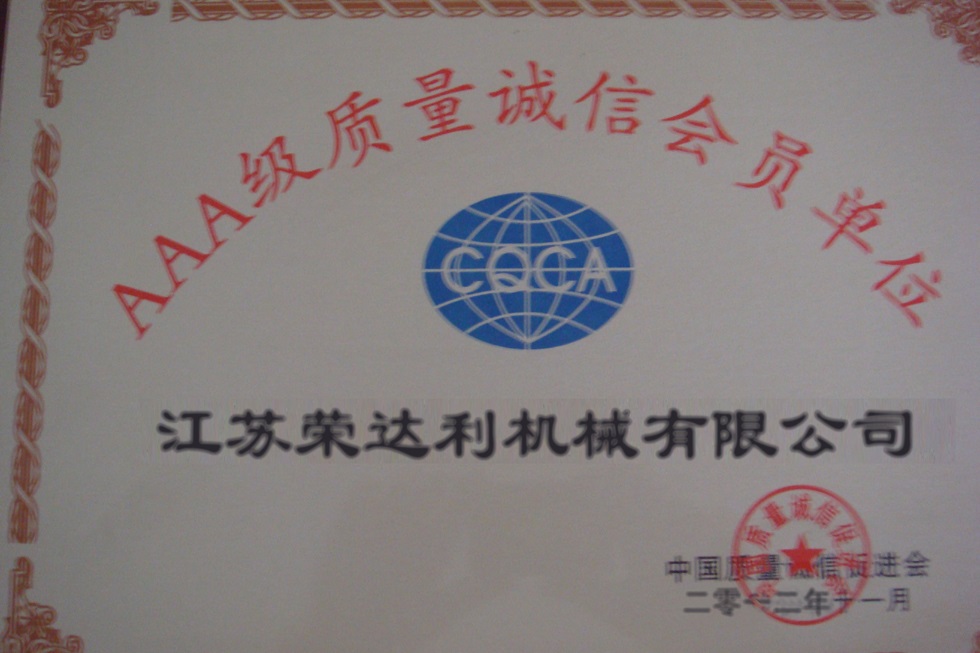 AAA级质量诚信会员单位
CQCA
江苏荣达利机械有限公司
中国质量诚信促进会
二零一二年十一月